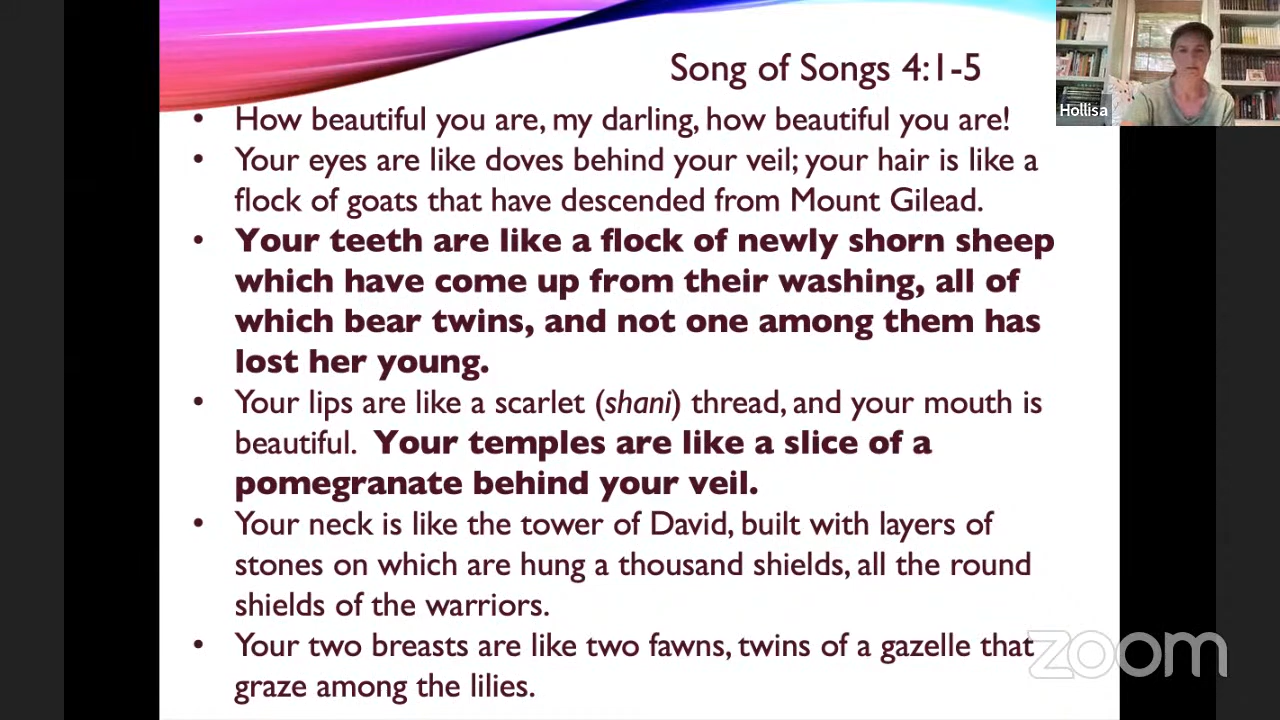 Song of Songs 4:1-5
Hollisa
• How beautiful you are, my darling, how beautiful you are!
• Your eyes are like doves behind your veil; your hair is like a
flock of goats that have descended from Mount Gilead.
• Your teeth are like a flock of newly shorn sheep
which have come up from their washing, all of
which bear twins, and not one among them has
lost her young.
• Your lips are like a scarlet (shani) thread, and your mouth is
beautiful. Your temples are like a slice of a
pomegranate behind your veil.
• Your neck is like the tower of David, built with layers of
stones on which are hung a thousand shields, all the round
shields of the warriors.
• Your two breasts are like two fawns, twins of a gazelle that
graze among the lilies.
zoom